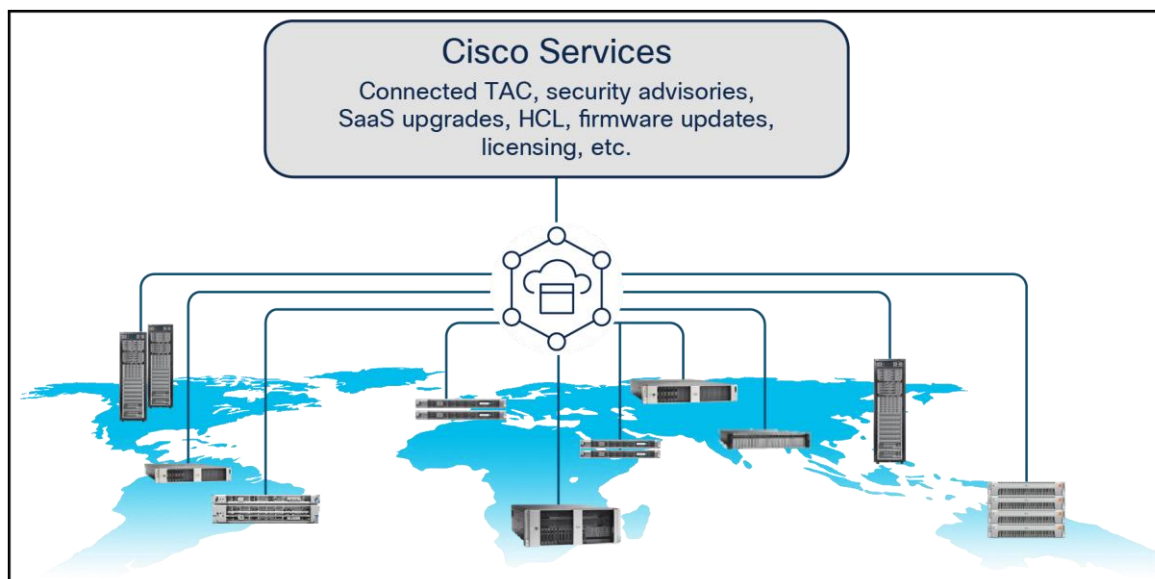 Cisco Services
Connected TAC, security advisories,
SaaS upgrades, HCL, firmware updates,
licensing, etc.